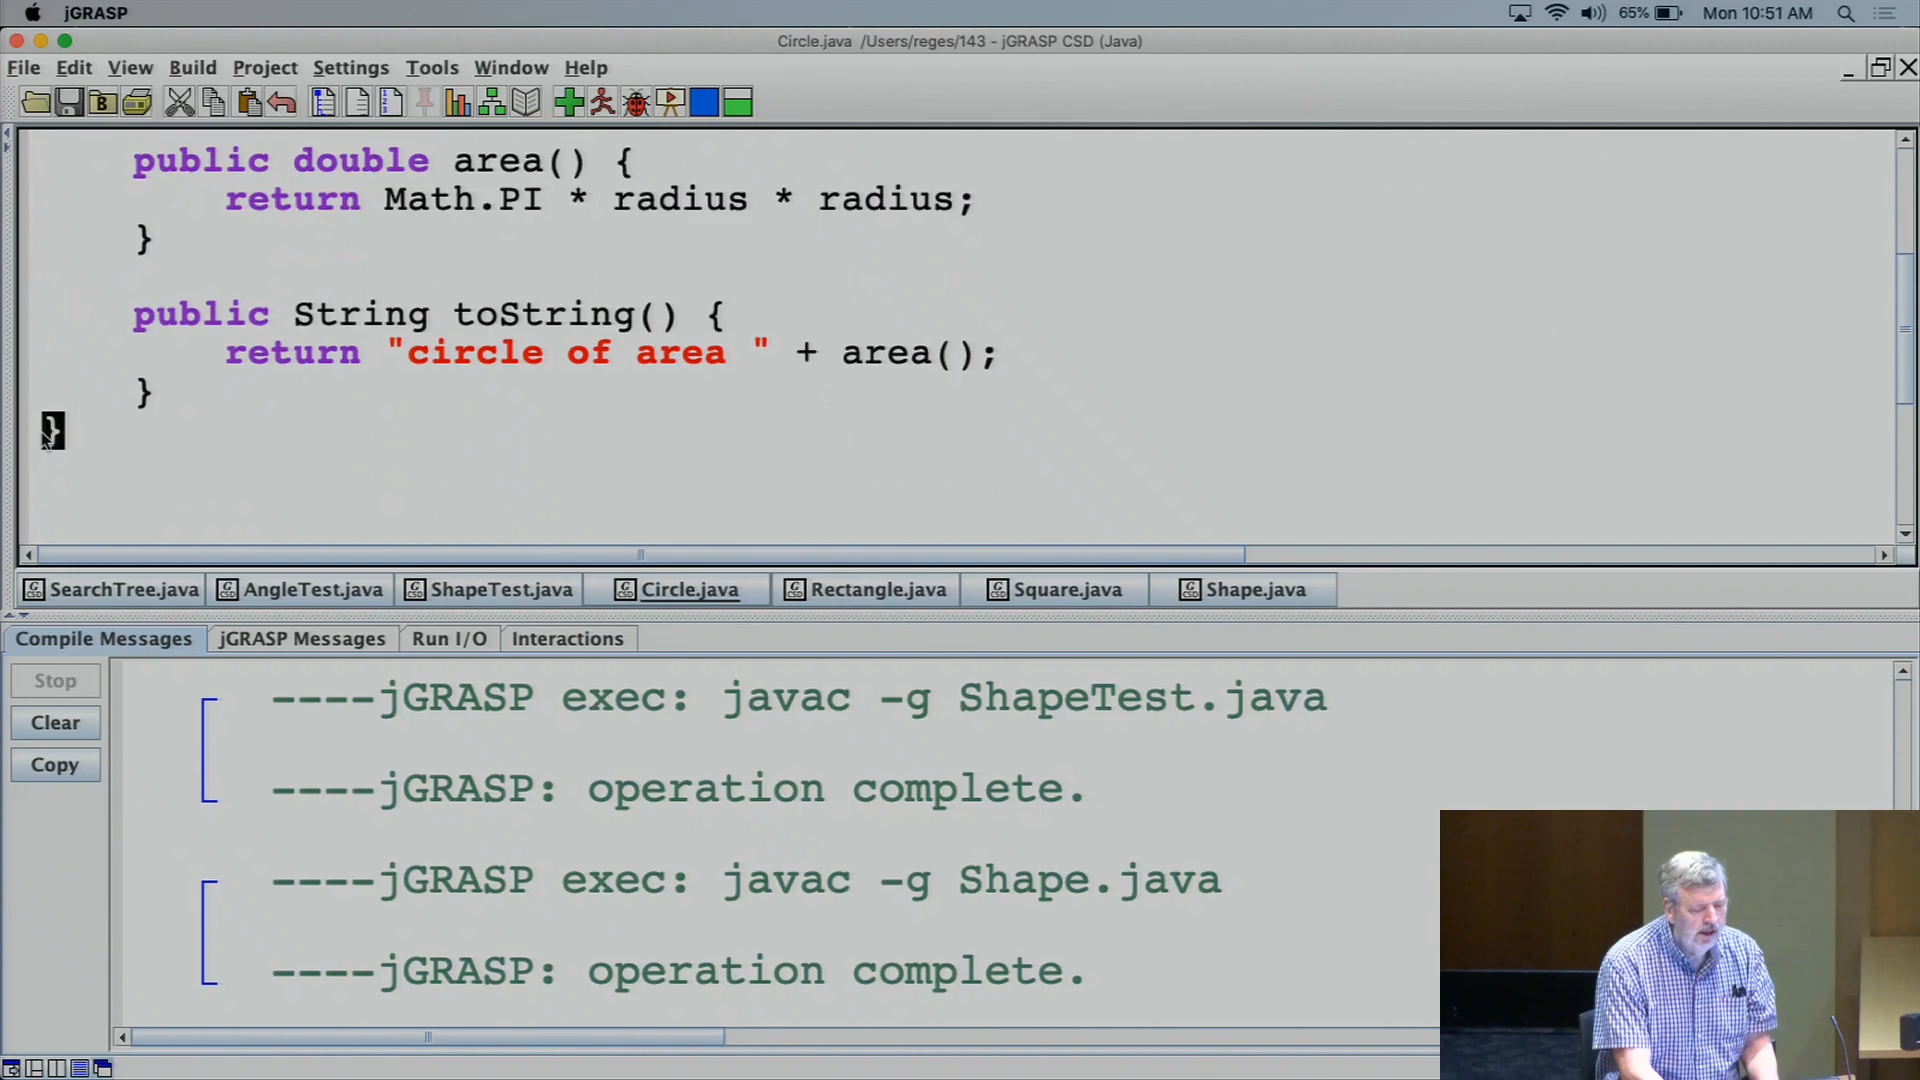 jGRASP
65% Mon 10:51 AM
Circle.java /Users/reges/143 - jGRASP CSD (Java)
File Edit View Build Project Settings Tools Window Help
public double area() {
return Math.PI * radius * radius;
}
public String toString() {
return "circle of area " + area();
}
}
SearchTree.java AngleTest.java ShapeTest.java Circle.java Rectangle.java Square.java Shape.java
Compile Messages jGRASP Messages Run I/O Interactions
Stop
Clear
Copy
----jGRASP exec: javac -g ShapeTest.java
----jGRASP: operation complete.
----jGRASP exec: javac -g Shape.java
----jGRASP: operation complete.